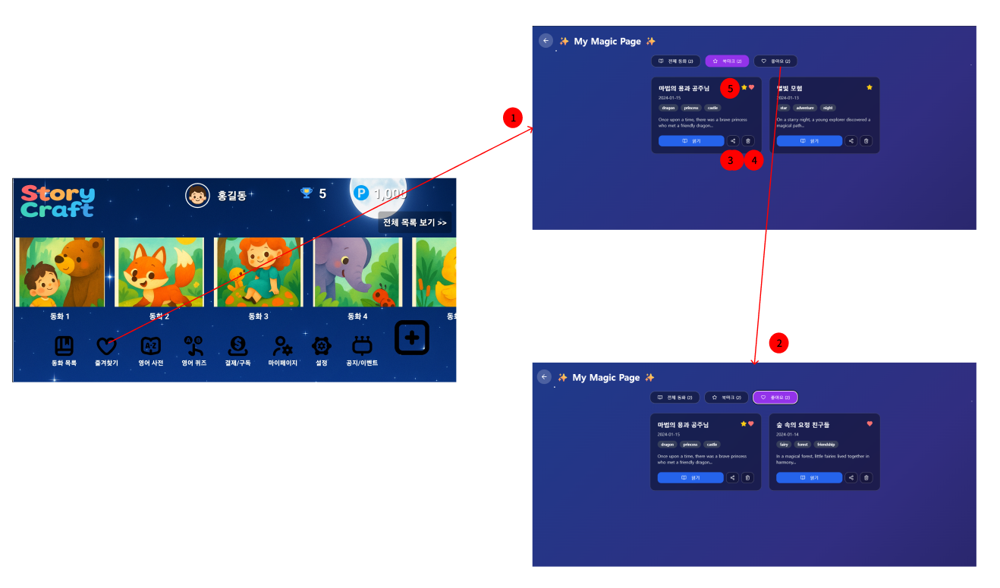 ✨ My Magic Page ✨
전체 동화 (2)
북마크 (2)
좋아요 (2)
마법의 용과 공주님
5
2024-01-15
dragon princess castle
Once upon a time, there was a brave princess
who met a friendly dragon...
읽기
3
4
별빛 모험
2024-01-13
star adventure night
On a starry night, a young explorer discovered a
magical path...
읽기
1
Story
Craft
홍길동
5
P 1,000
전체 목록 보기 >>
동화 1
동화 2
동화 3
동화 4
동화 목록
즐겨찾기
A-Z
영어 사전
A B
영어 퀴즈
$
결제/구독
마이페이지
설정
공지/이벤트
2
✨ My Magic Page ✨
전체 동화 (2)
북마크 (2)
좋아요 (2)
마법의 용과 공주님
2024-01-15
dragon princess castle
Once upon a time, there was a brave princess
who met a friendly dragon...
읽기
숲 속의 요정 친구들
2024-01-14
fairy forest friendship
In a magical forest, little fairies lived together in
harmony...
읽기